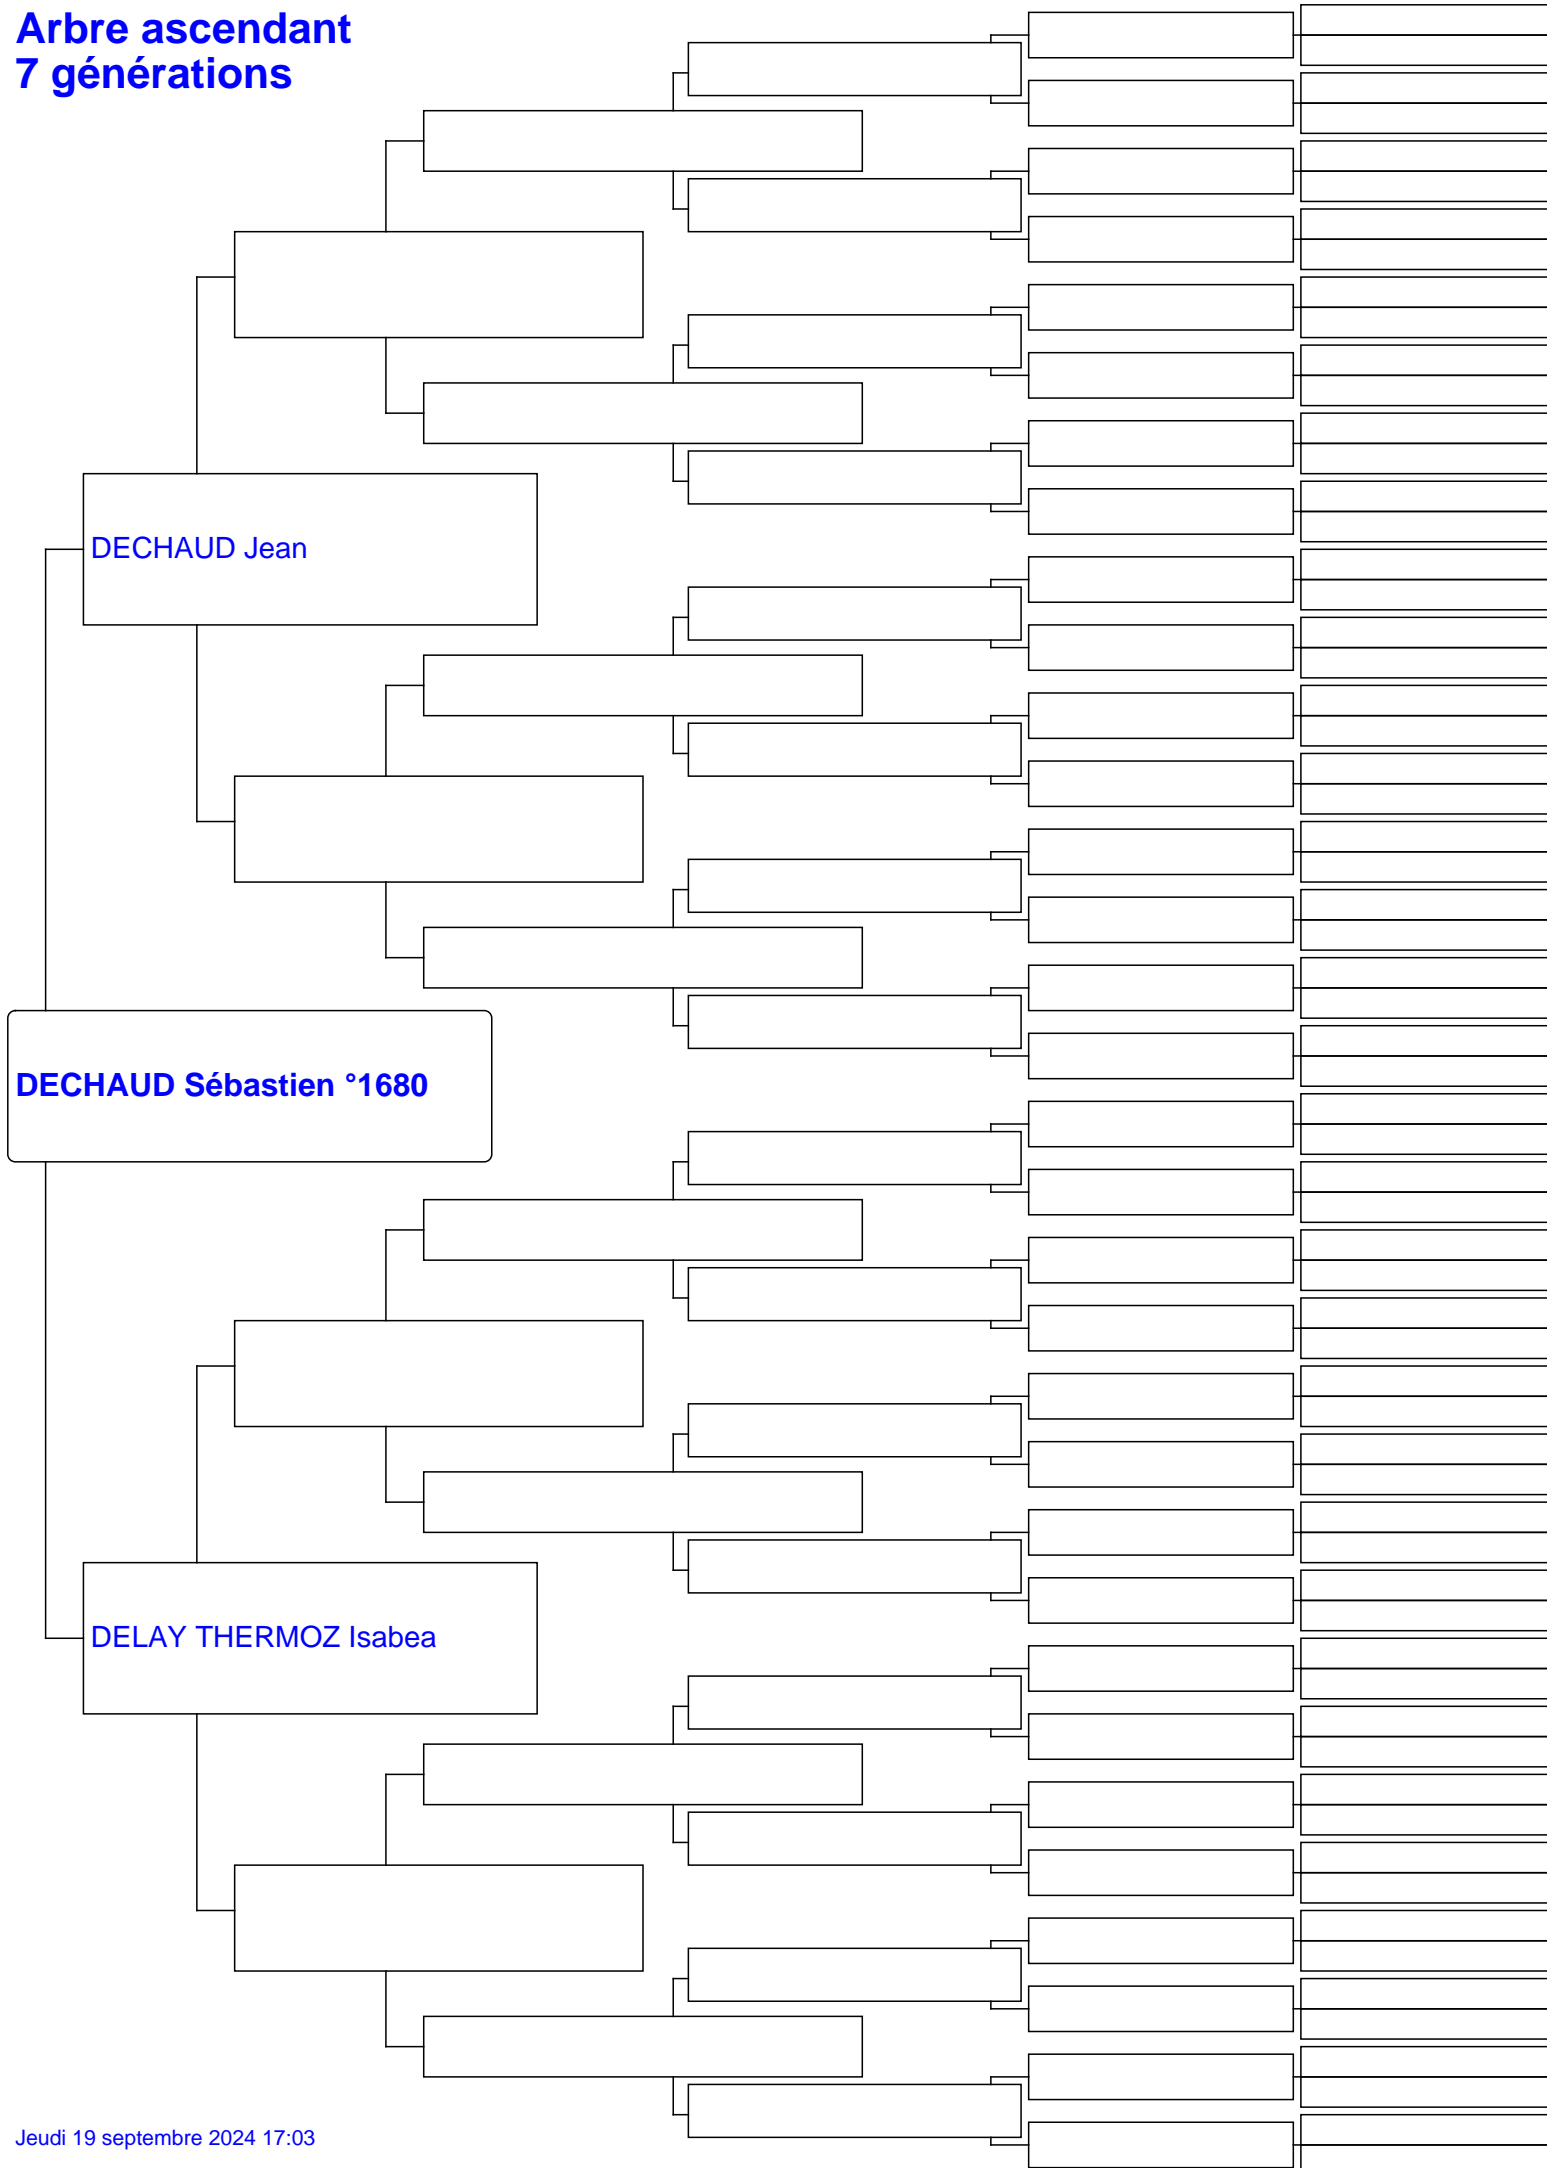 Arbre ascendant
7 générations
DECHAUD Jean
DECHAUD Sébastien °1680
DELAY THERMOZ Isabea
Jeudi 19 septembre 2024 17:03